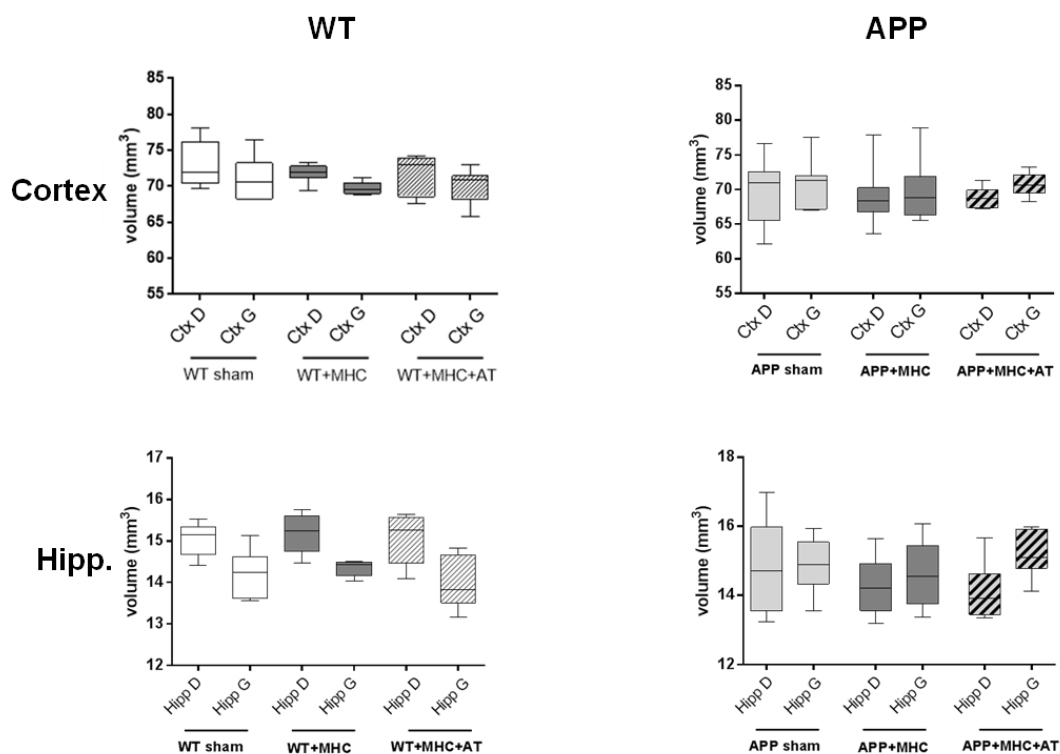 WT
APP
Cortex
volume (mm³)
85
80
75
70
65
60
55
Ctx D
Ctx G
Ctx D
Ctx G
Ctx D
Ctx G
WT sham
WT+MHC
WT+MHC+AT
volume (mm³)
85
80
75
70
65
60
55
Ctx D
Ctx G
Ctx D
Ctx G
Ctx D
Ctx G
APP sham
APP+MHC
APP+MHC+AT
Hipp.
volume (mm³)
17
16
15
14
13
12
Hipp D
Hipp G
Hipp D
Hipp G
Hipp D
Hipp G
WT sham
WT+MHC
WT+MHC+AT
volume (mm³)
18
16
14
12
Hipp D
Hipp G
Hipp D
Hipp G
Hipp D
Hipp G
APP sham
APP+MHC
APP+MHC+AT